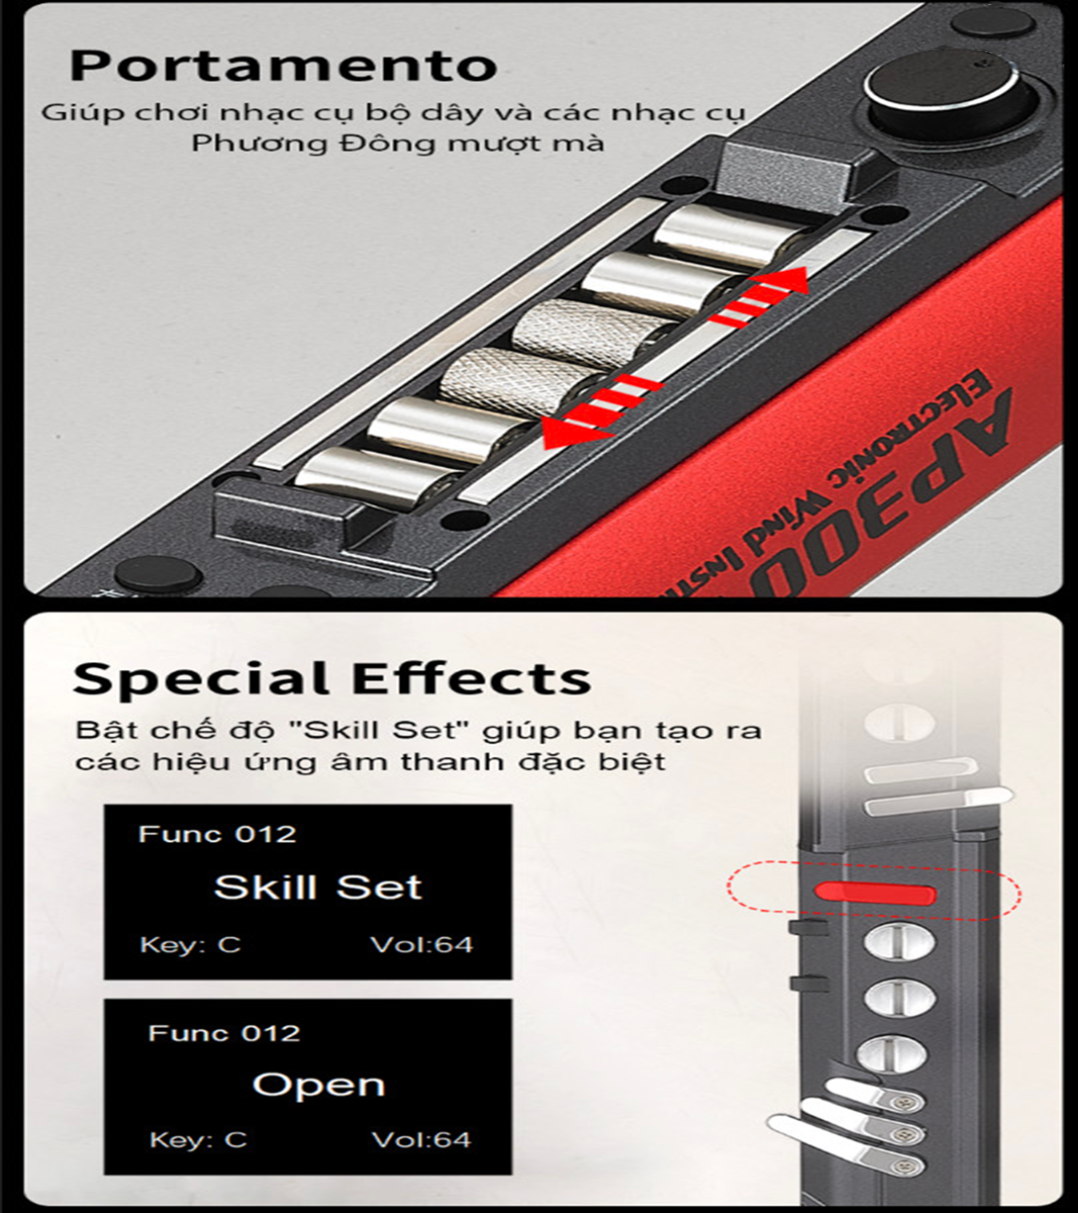 Portamento
Giúp chơi nhạc cụ bộ dây và các nhạc cụ
Phương Đông mượt mà
AP300
Electronic Wind
Special Effects
Bật chế độ "Skill Set" giúp bạn tạo ra
các hiệu ứng âm thanh đặc biệt
Func 012
Skill Set
Key: C Vol:64
Func 012
Open
Key: C Vol:64